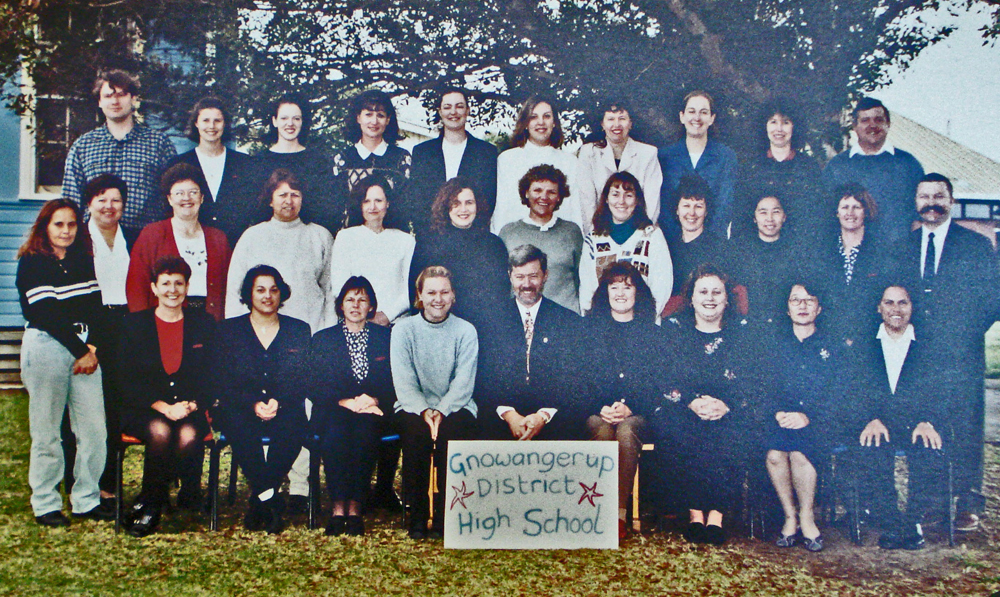 Gnowangerup
District
High School